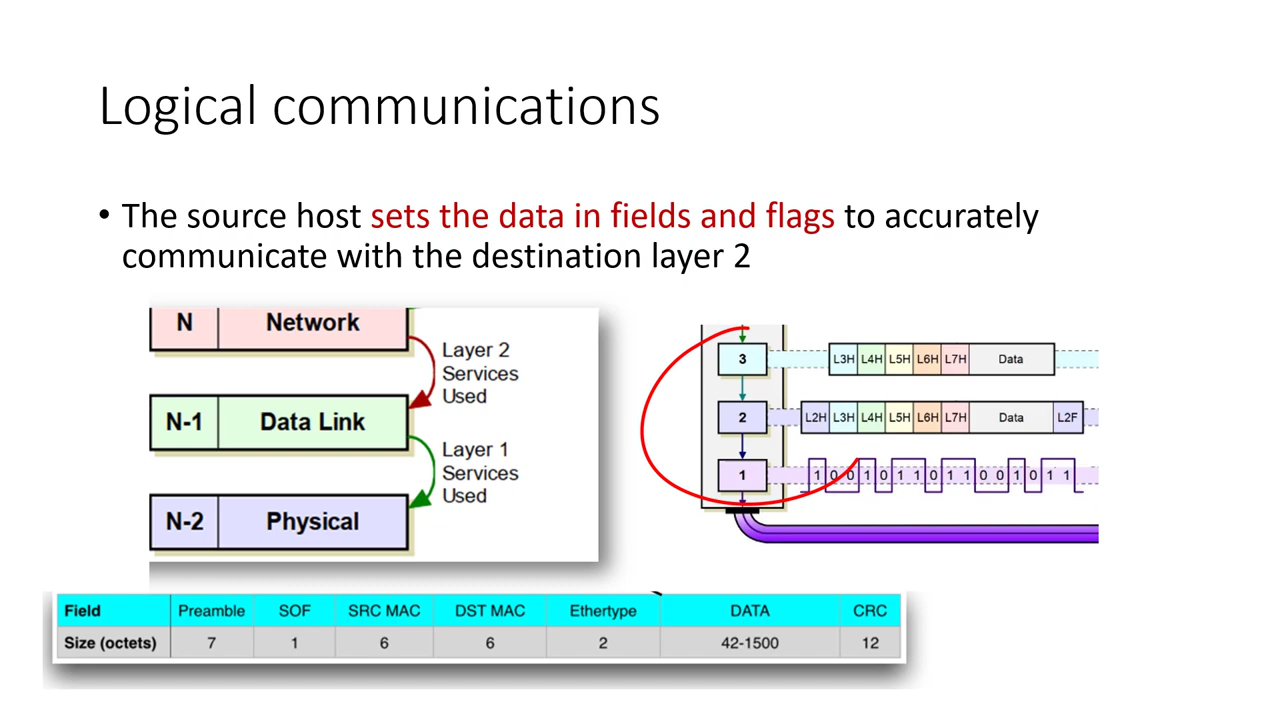 Logical communications
• The source host sets the data in fields and flags to accurately
communicate with the destination layer 2
N Network
Layer 2
Services
Used
N-1 Data Link
Layer 1
Services
Used
N-2 Physical
3 L3H L4H L5H L6H L7H Data
2 L2H L3H L4H L5H L6H L7H Data L2F
1 1 0 0 1 0 1 1 0 1 1 0 0 1 0 1 1
Field Preamble SOF SRC MAC DST MAC Ethertype DATA CRC
Size (octets) 7 1 6 6 2 42-1500 12